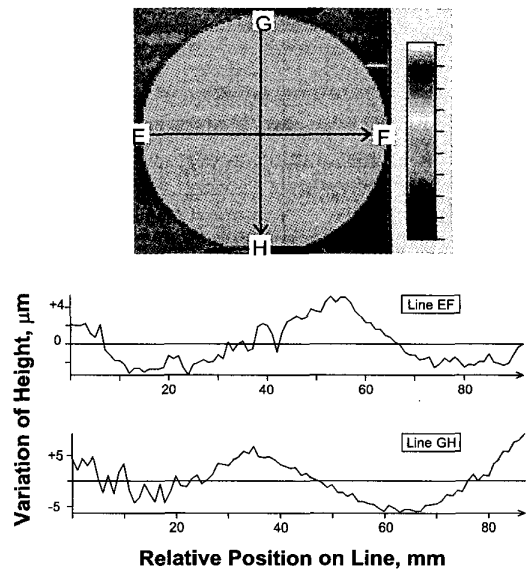 G
E
F
H
Variation of Height, μm
+4
0
Line EF
20
40
60
80
+5
-5
Line GH
0
20
40
60
80
Relative Position on Line, mm